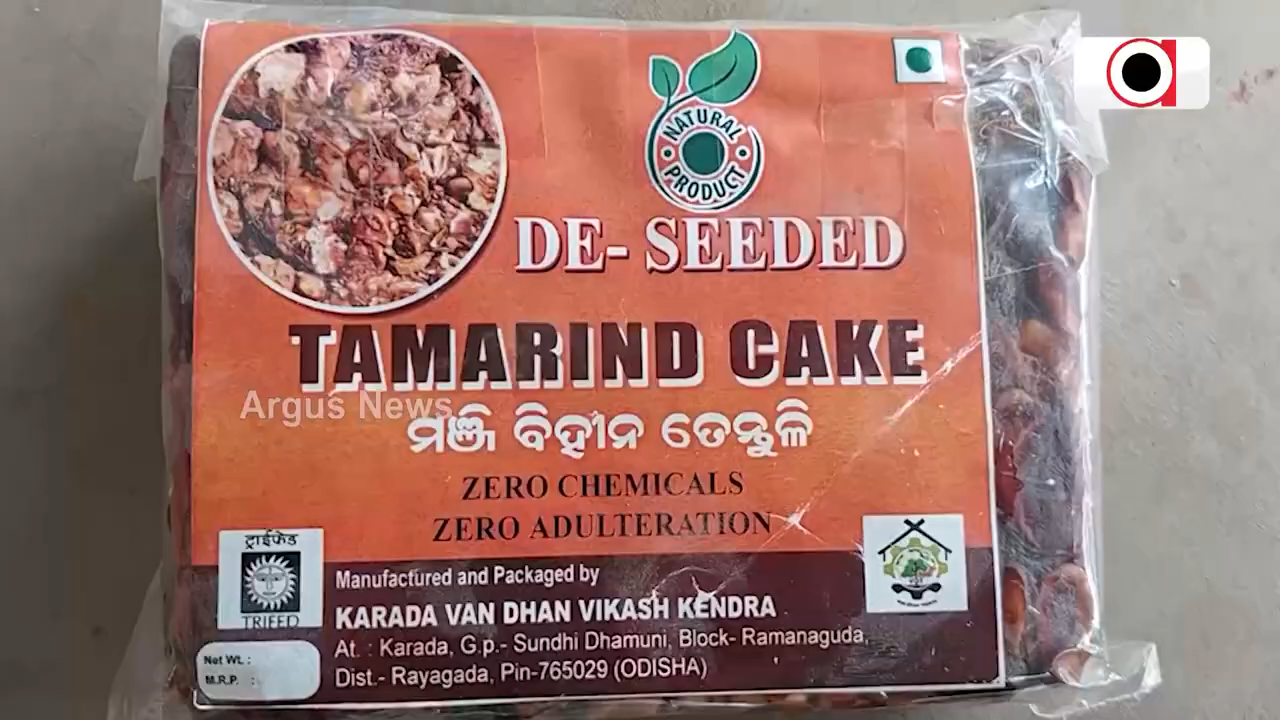 NATURAL
PRODUCT
DE- SEEDED
TAMARIND CAKE
Argus News
ମଞ୍ଜି ବିହୀନ ତେନ୍ତୁଳି
ZERO CHEMICALS
ZERO ADULTERATION
ट्राईफेड
TRIFED
Manufactured and Packaged by
KARADA VAN DHAN VIKASH KENDRA
At. : Karada, G.p.- Sundhi Dhamuni, Block- Ramanaguda,
Dist.- Rayagada, Pin-765029 (ODISHA)
Net Wt. :
M.R.P. :